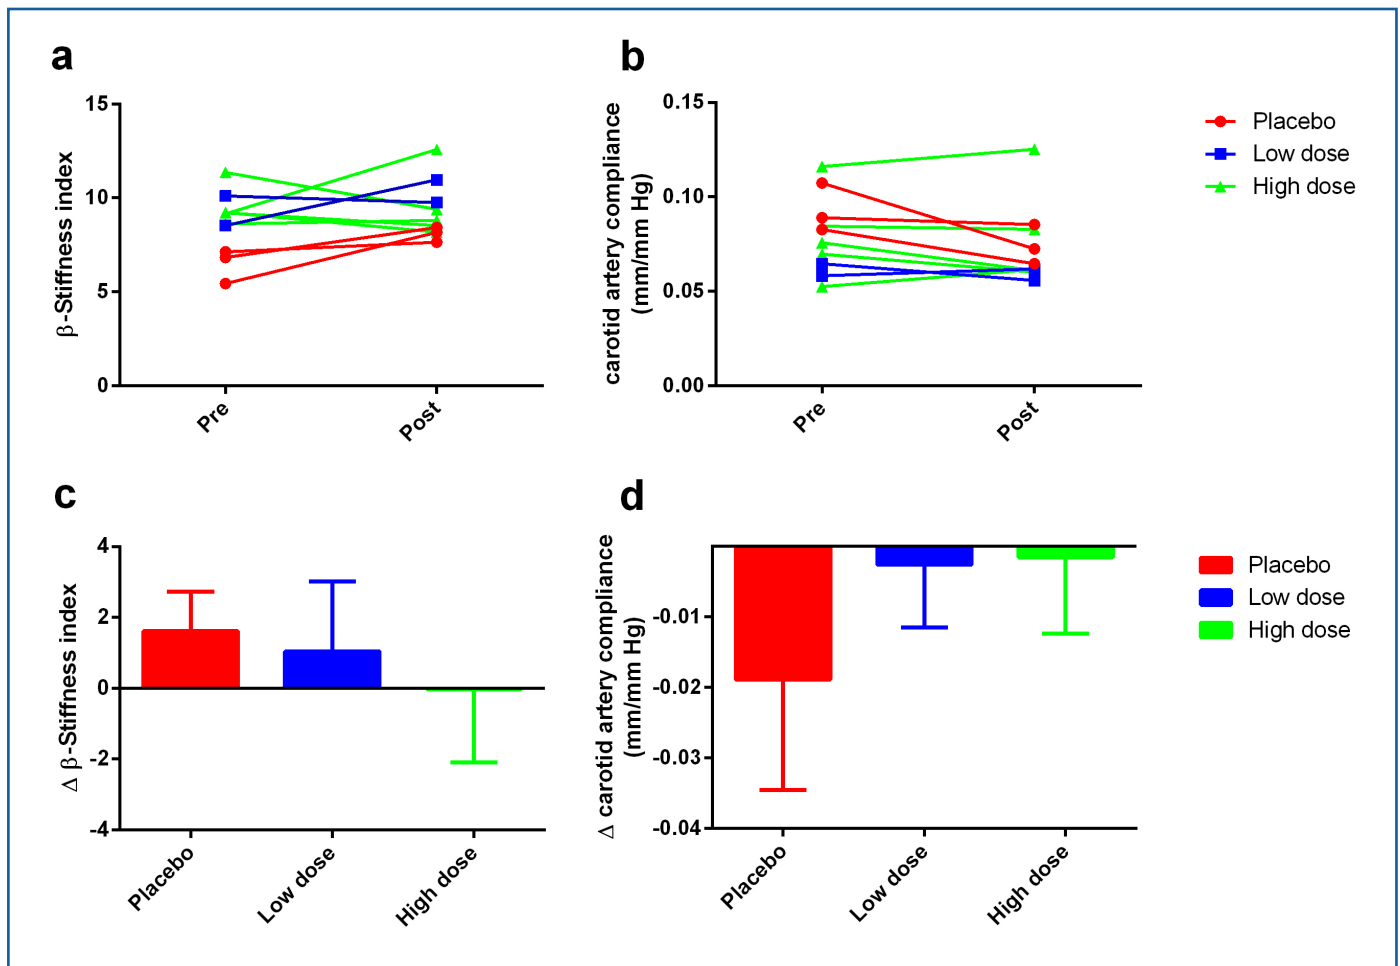 a
β-Stiffness index
15
10
5
0
Pre
Post
b
carotid artery compliance
(mm/mm Hg)
0.15
0.10
0.05
0.00
Pre
Post
Placebo
Low dose
High dose
c
Δ β-Stiffness index
4
2
0
-2
-4
Placebo
Low dose
High dose
d
Δ carotid artery compliance
(mm/mm Hg)
-0.01
-0.02
-0.03
-0.04
Placebo
Low dose
High dose
Placebo
Low dose
High dose